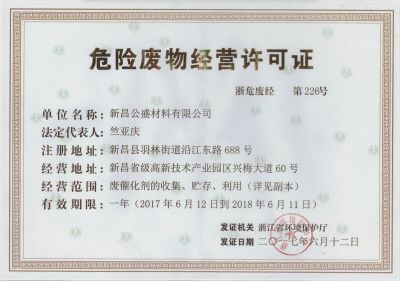 危险废物经营许可证
浙危废经 第226号
单位名称：新昌公盛材料有限公司
法定代表人：竺亚庆
注册地址：新昌县羽林街道沿江东路688号
经营地址：新昌省级高新技术产业园区兴梅大道60号
经营范围：废催化剂的收集、贮存、利用（详见副本）
有效期限：一年（2017年6月12日到2018年6月11日）
发证机关 浙江省环境保护厅
发证日期 二〇一七年六月十二日